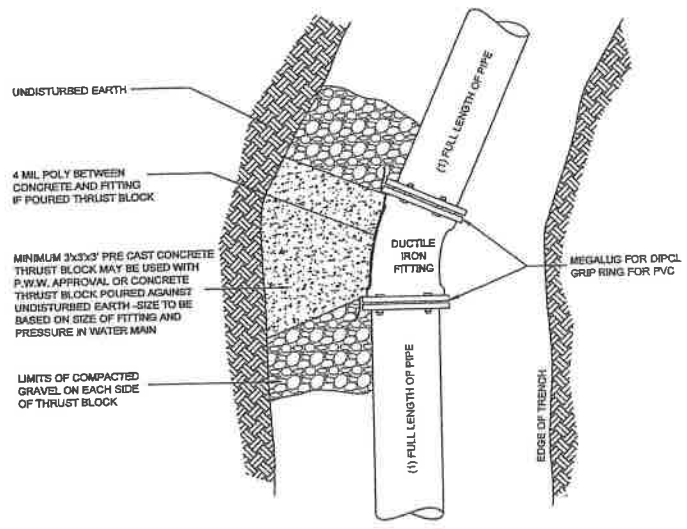 UNDISTURBED EARTH
4 MIL POLY BETWEEN
CONCRETE AND FITTING
IF POURED THRUST BLOCK
MINIMUM 3'x3'x3' PRE CAST CONCRETE
THRUST BLOCK MAY BE USED WITH
P.W.W. APPROVAL OR CONCRETE
THRUST BLOCK POURED AGAINST
UNDISTURBED EARTH -SIZE TO BE
BASED ON SIZE OF FITTING AND
PRESSURE IN WATER MAIN
LIMITS OF COMPACTED
GRAVEL ON EACH SIDE
OF THRUST BLOCK
(1) FULL LENGTH OF PIPE
DUCTILE
IRON
FITTING
(1) FULL LENGTH OF PIPE
MEGALUG FOR DIPCL
GRIP RING FOR PVC
EDGE OF TRENCH